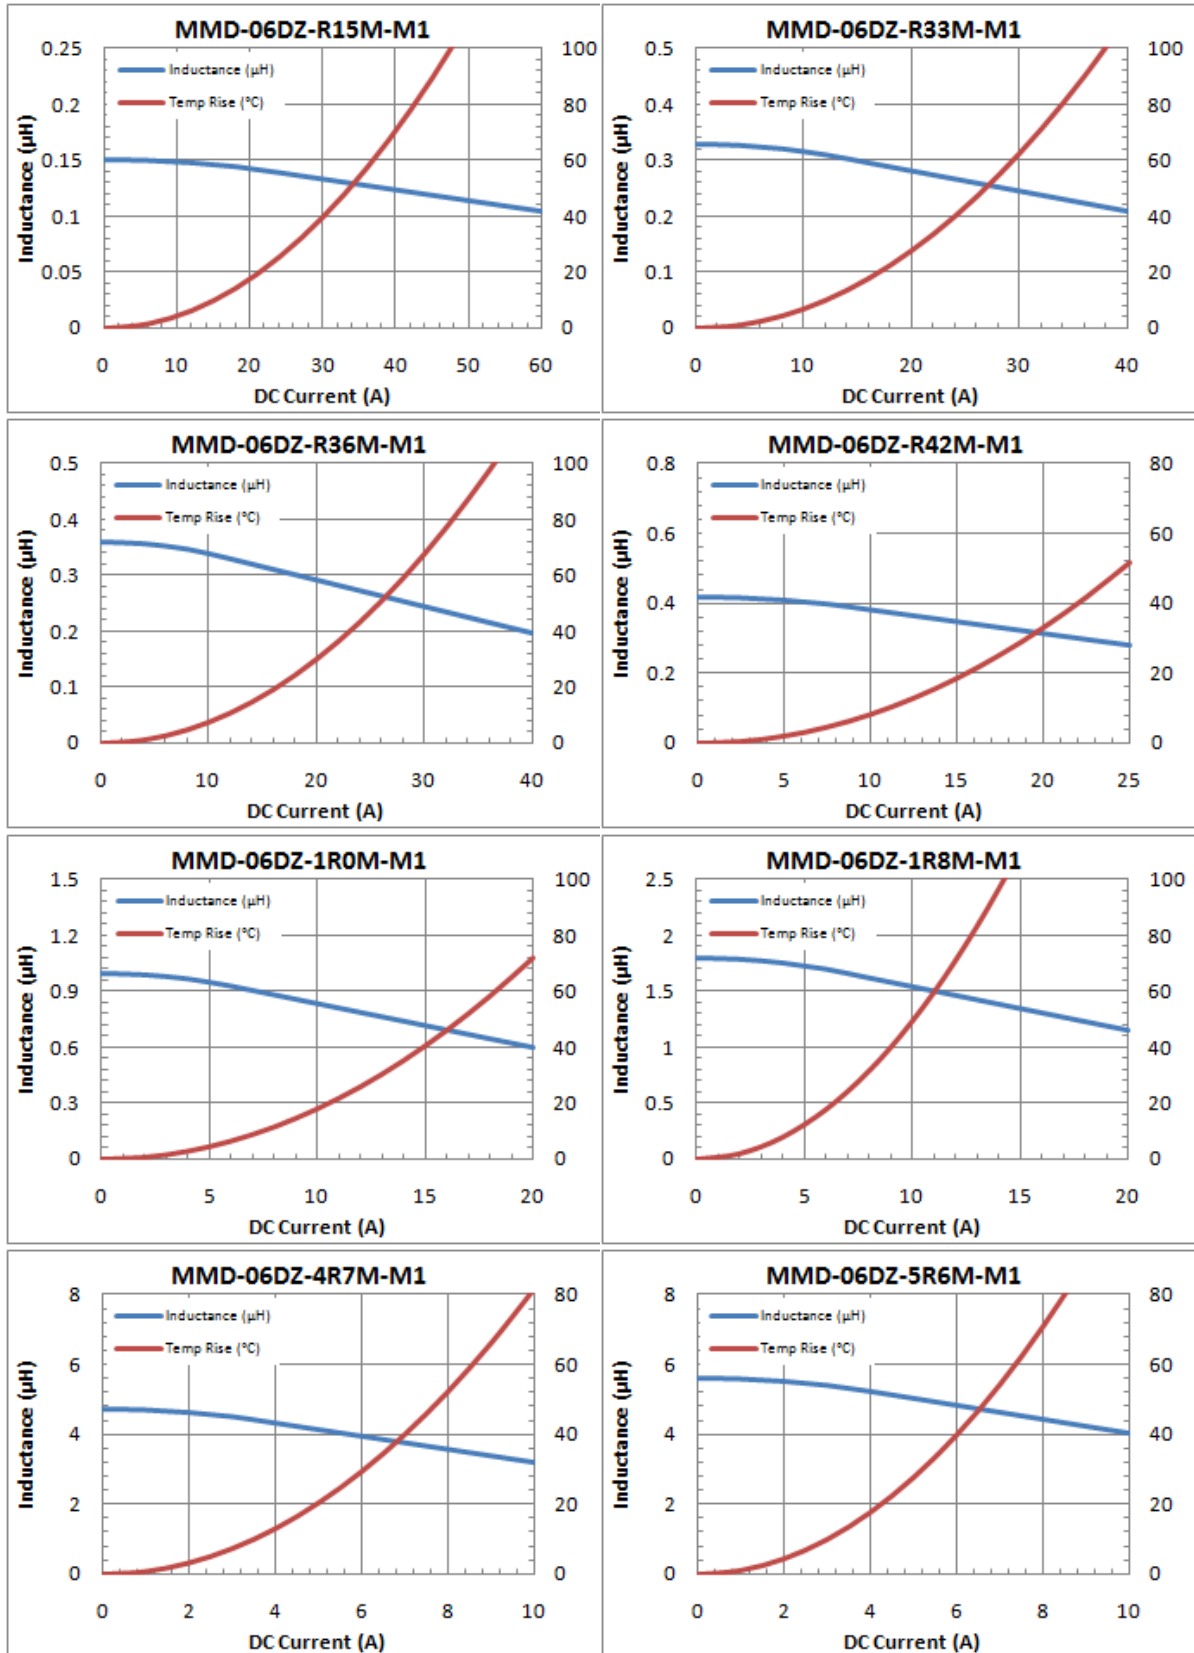 MMD-06DZ-R15M-M1
Inductance (µH)
0.25
0.2
0.15
0.1
0.05
0
Inductance (µH)
Temp Rise (°C)
100
80
60
40
20
0
0 10 20 30 40 50 60
DC Current (A)
MMD-06DZ-R33M-M1
Inductance (µH)
0.5
0.4
0.3
0.2
0.1
0
Inductance (µH)
Temp Rise (°C)
100
80
60
40
20
0
0 10 20 30 40
DC Current (A)
MMD-06DZ-R36M-M1
Inductance (µH)
0.5
0.4
0.3
0.2
0.1
0
Inductance (µH)
Temp Rise (°C)
100
80
60
40
20
0
0 10 20 30 40
DC Current (A)
MMD-06DZ-R42M-M1
Inductance (µH)
0.8
0.6
0.4
0.2
0
Inductance (µH)
Temp Rise (°C)
80
60
40
20
0
0 5 10 15 20 25
DC Current (A)
MMD-06DZ-1R0M-M1
Inductance (µH)
1.5
1.2
0.9
0.6
0.3
0
Inductance (µH)
Temp Rise (°C)
100
80
60
40
20
0
0 5 10 15 20
DC Current (A)
MMD-06DZ-1R8M-M1
Inductance (µH)
2.5
2
1.5
1
0.5
0
Inductance (µH)
Temp Rise (°C)
100
80
60
40
20
0
0 5 10 15 20
DC Current (A)
MMD-06DZ-4R7M-M1
Inductance (µH)
8
6
4
2
0
Inductance (µH)
Temp Rise (°C)
80
60
40
20
0
0 2 4 6 8 10
DC Current (A)
MMD-06DZ-5R6M-M1
Inductance (µH)
8
6
4
2
0
Inductance (µH)
Temp Rise (°C)
80
60
40
20
0
0 2 4 6 8 10
DC Current (A)